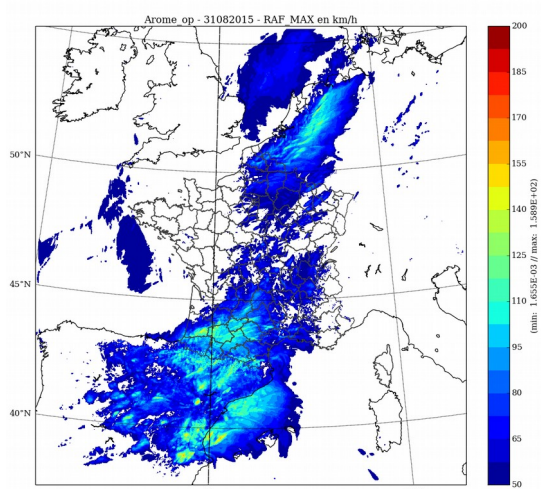 Arome_op - 31082015 - RAF_MAX en km/h
50°N
45°N
40°N
200
185
170
155
140
125
110
95
80
65
50
(min: 1.655E-03 // max: 1.589E+02)